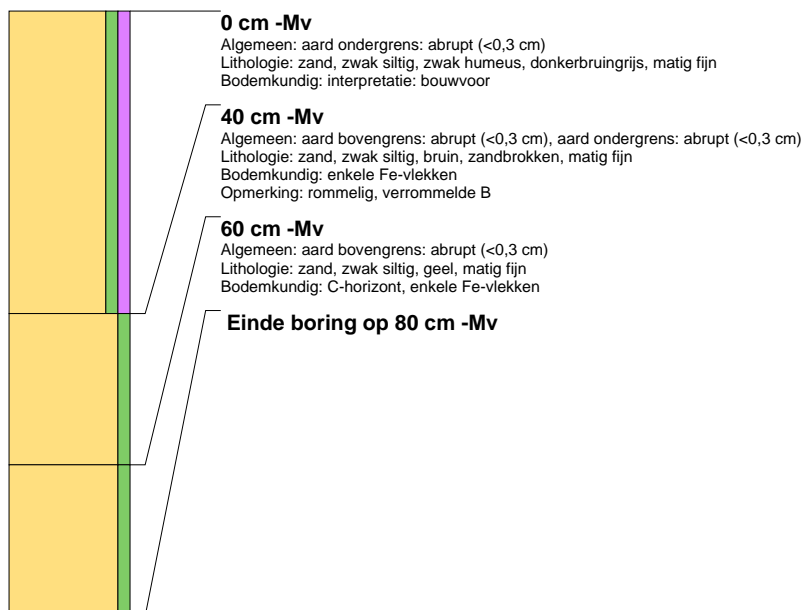 0 cm -Mv
Algemeen: aard ondergrens: abrupt (<0,3 cm)
Lithologie: zand, zwak siltig, zwak humeus, donkerbruingrijs, matig fijn
Bodemkundig: interpretatie: bouwvoor
40 cm -Mv
Algemeen: aard bovengrens: abrupt (<0,3 cm), aard ondergrens: abrupt (<0,3 cm)
Lithologie: zand, zwak siltig, bruin, zandbrokken, matig fijn
Bodemkundig: enkele Fe-vlekken
Opmerking: rommelig, verrommelde B
60 cm -Mv
Algemeen: aard bovengrens: abrupt (<0,3 cm)
Lithologie: zand, zwak siltig, geel, matig fijn
Bodemkundig: C-horizont, enkele Fe-vlekken
Einde boring op 80 cm -Mv